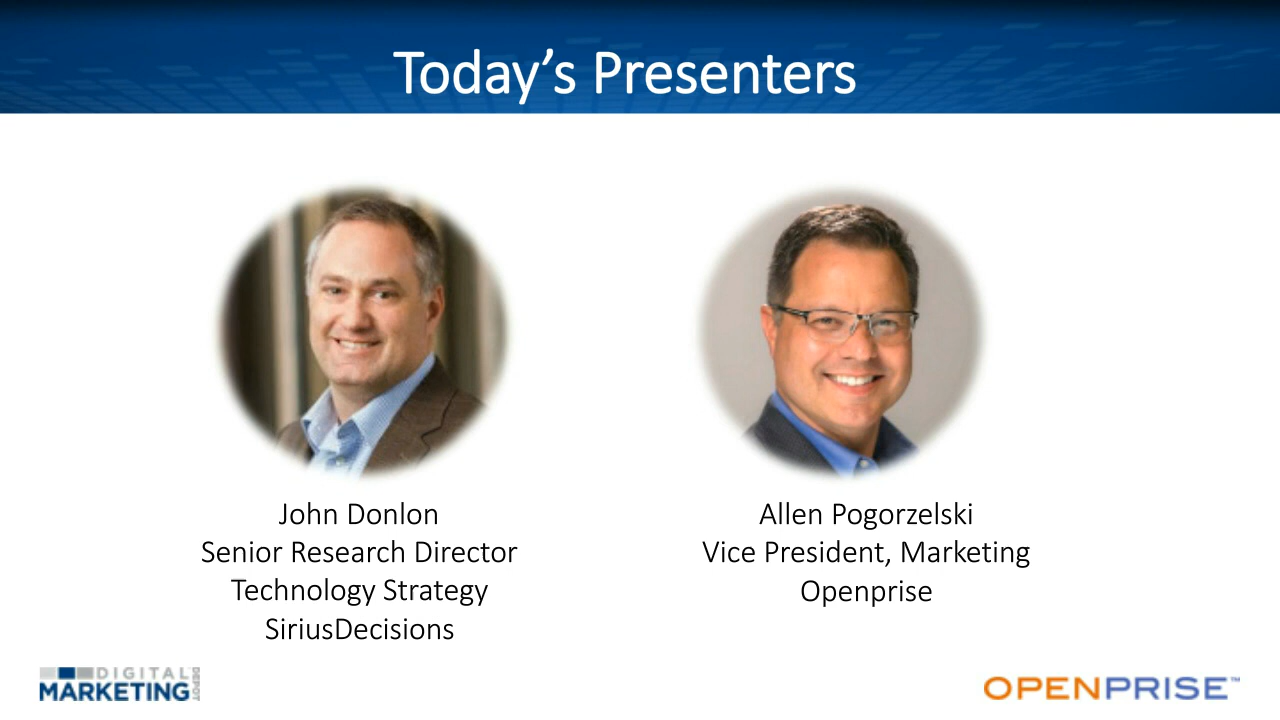 Today’s Presenters
John Donlon
Senior Research Director
Technology Strategy
SiriusDecisions
Allen Pogorzelski
Vice President, Marketing
Openprise
DIGITAL
MARKETING
DEPOT
OPENPRISE™